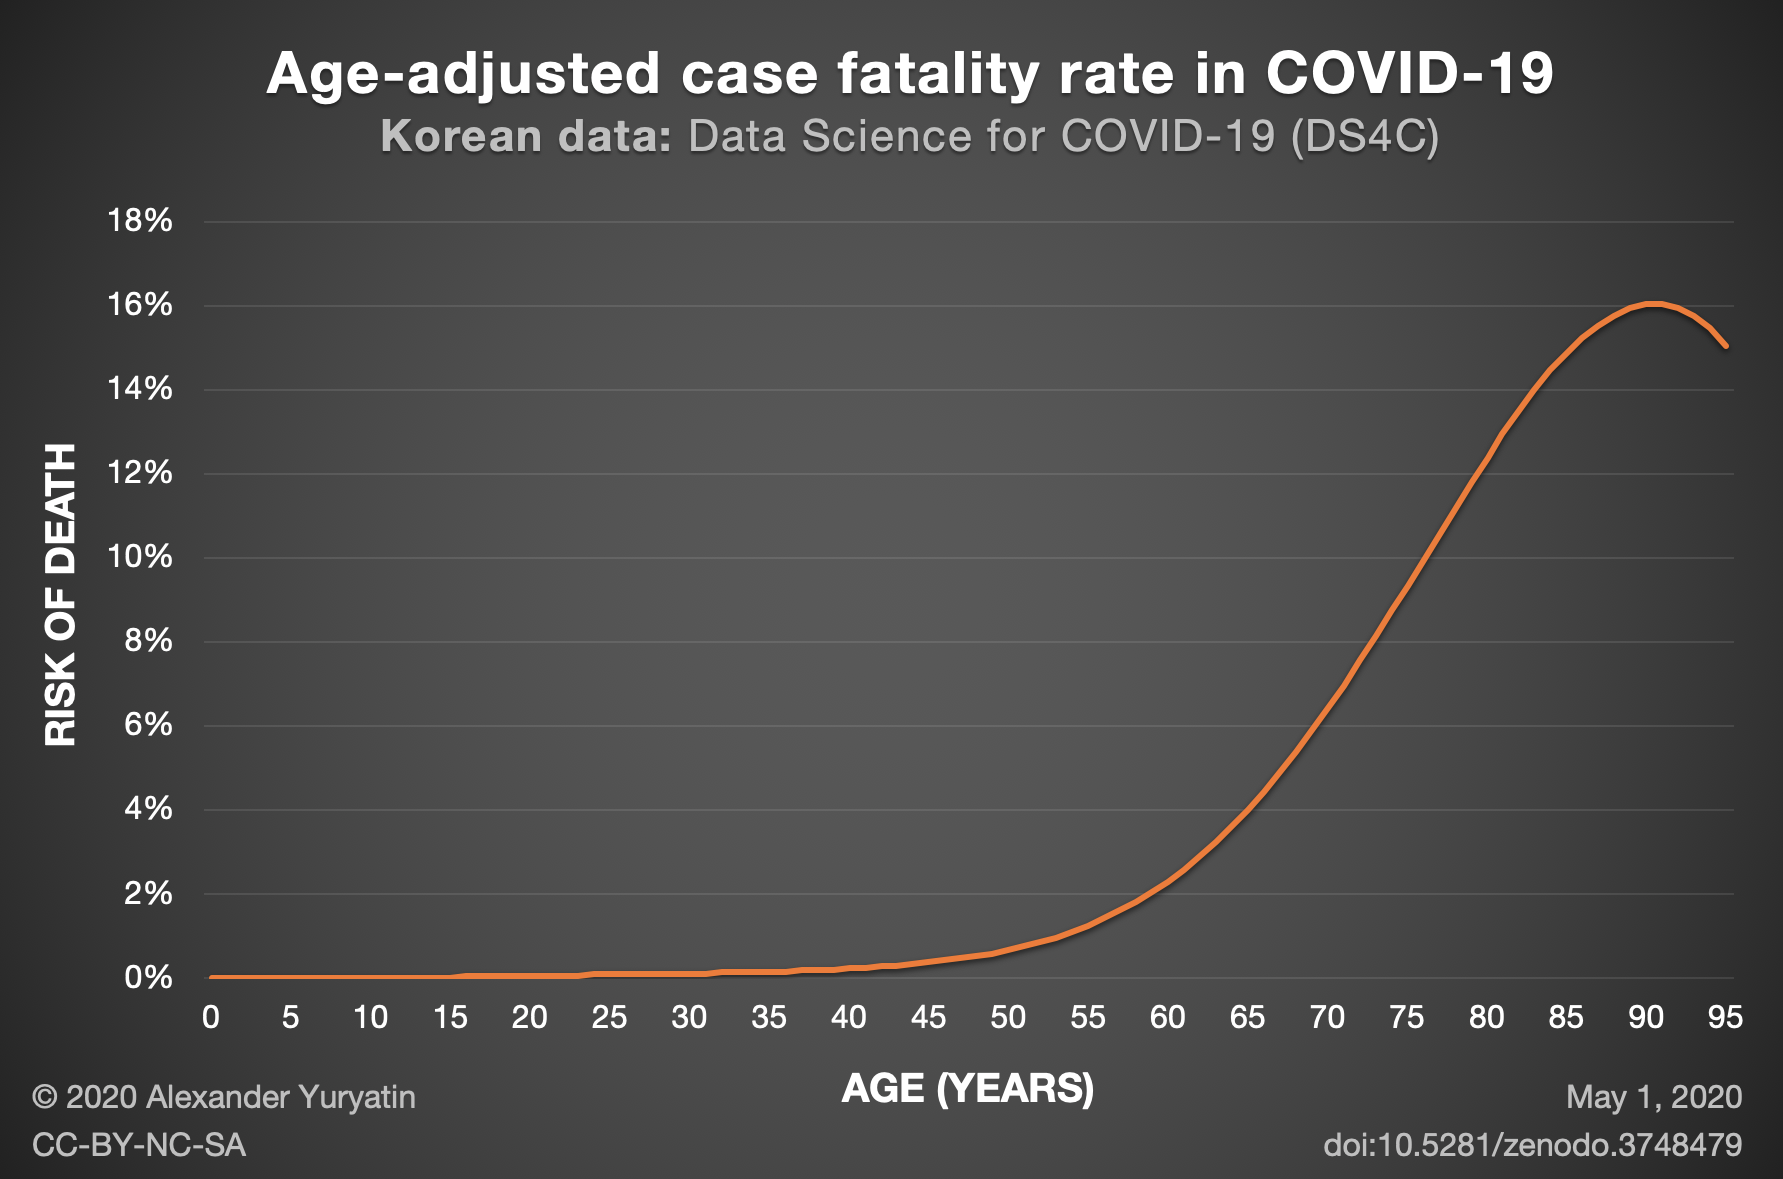 Age-adjusted case fatality rate in COVID-19
Korean data: Data Science for COVID-19 (DS4C)
18%
16%
14%
12%
10%
8%
6%
4%
2%
0%
RISK OF DEATH
0 5 10 15 20 25 30 35 40 45 50 55 60 65 70 75 80 85 90 95
AGE (YEARS)
© 2020 Alexander Yuryatin
CC-BY-NC-SA
May 1, 2020
doi:10.5281/zenodo.3748479